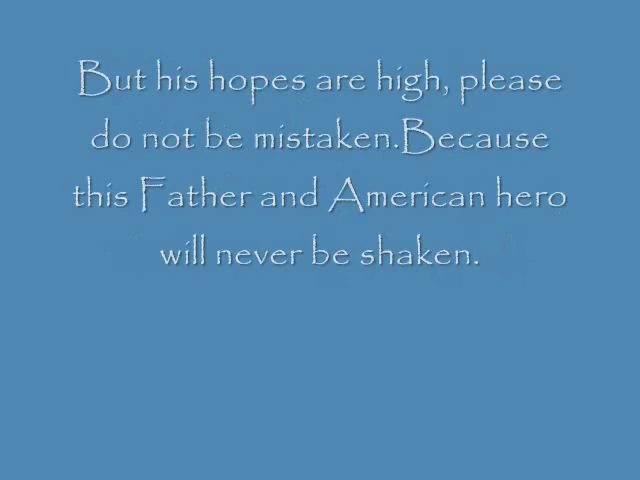 But his hopes are high, please
do not be mistaken.Because
this Father and American hero
will never be shaken.